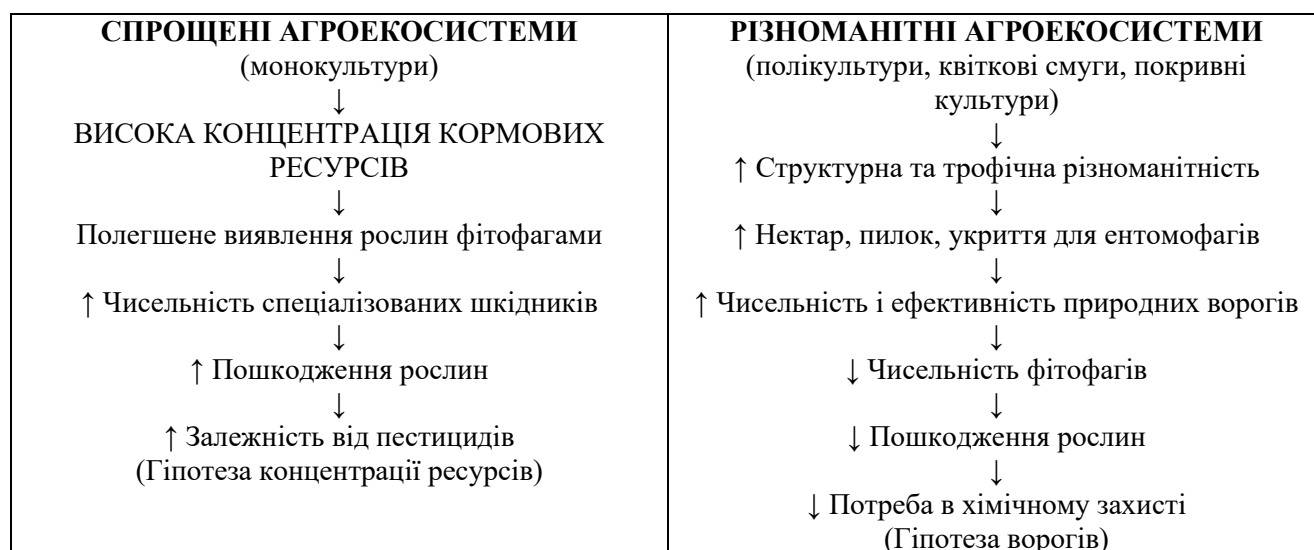 СПРОЩЕНІ АГРОЕКОСИСТЕМИ
(монокультури)
↓
ВИСОКА КОНЦЕНТРАЦІЯ КОРМОВИХ
РЕСУРСІВ
↓
Полегшене виявлення рослин фітофагами
↓
↑ Чисельність спеціалізованих шкідників
↓
↑ Пошкодження рослин
↓
↑ Залежність від пестицидів
(Гіпотеза концентрації ресурсів)
РІЗНОМАНІТНІ АГРОЕКОСИСТЕМИ
(полікультури, квіткові смуги, покривні
культури)
↓
↑ Структурна та трофічна різноманітність
↓
↑ Нектар, пилок, укриття для ентомофагів
↓
↑ Чисельність і ефективність природних ворогів
↓
↓ Чисельність фітофагів
↓
↓ Пошкодження рослин
↓
↓ Потреба в хімічному захисті
(Гіпотеза ворогів)